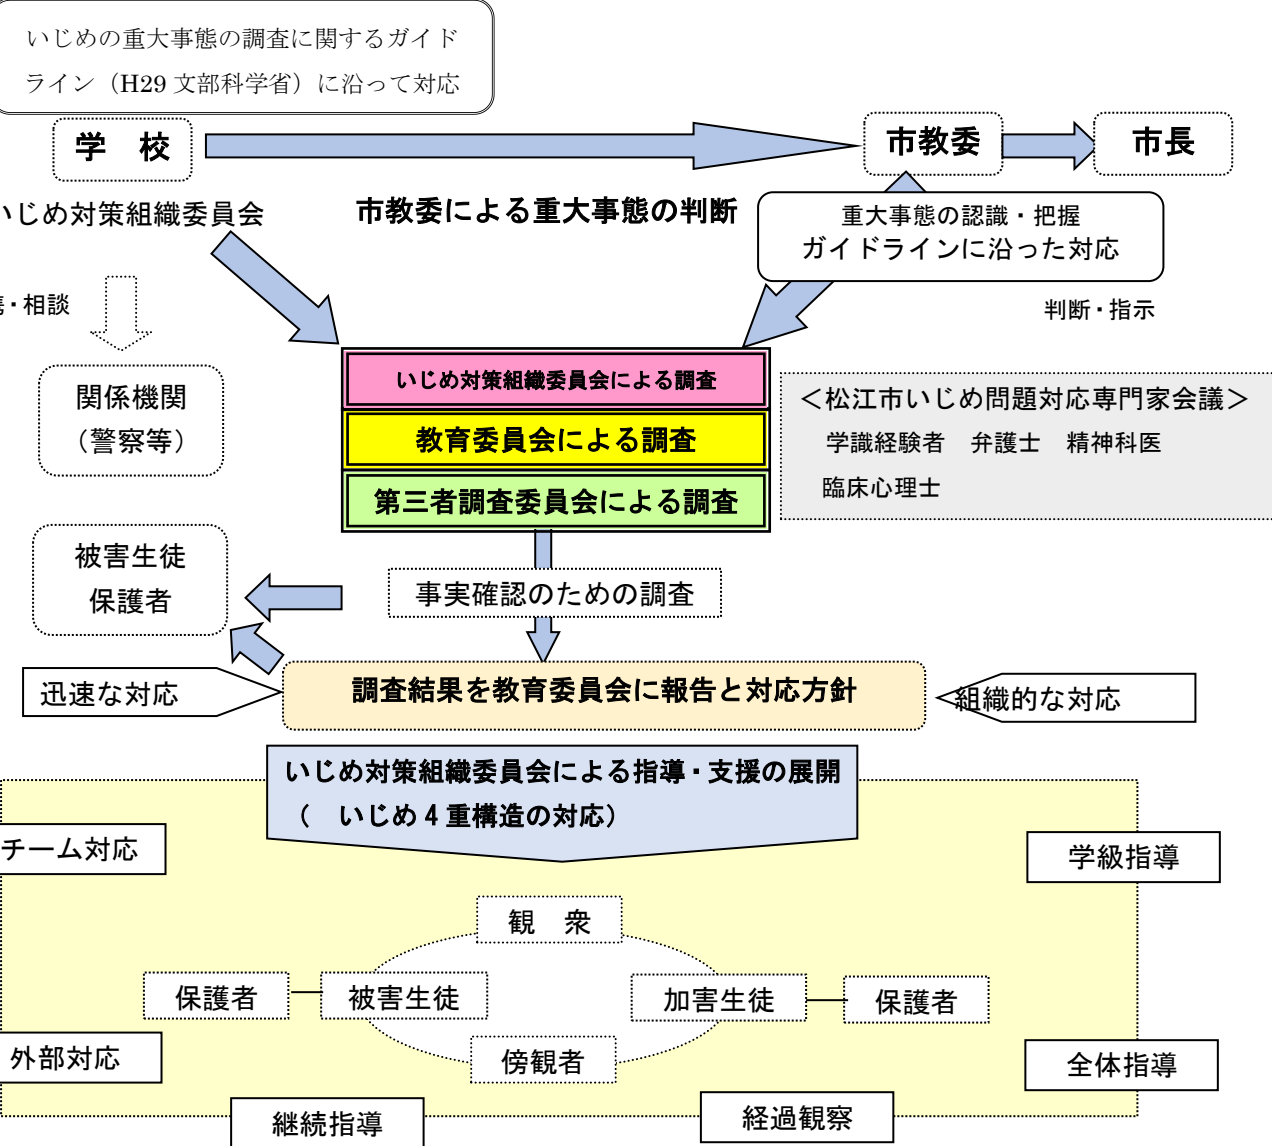 いじめの重大事態の調査に関するガイド
ライン（H29 文部科学省）に沿って対応
学　校
市教委
市長
いじめ対策組織委員会
市教委による重大事態の判断
重大事態の認識・把握
ガイドラインに沿った対応
・相談
判断・指示
関係機関
（警察等）
いじめ対策組織委員会による調査
教育委員会による調査
第三者調査委員会による調査
＜松江市いじめ問題対応専門家会議＞
学識経験者　弁護士　精神科医
臨床心理士
被害生徒
保護者
事実確認のための調査
迅速な対応
調査結果を教育委員会に報告と対応方針
組織的な対応
いじめ対策組織委員会による指導・支援の展開
（　いじめ４重構造の対応）
チーム対応
学級指導
観　衆
保護者
被害生徒
加害生徒
保護者
外部対応
傍観者
全体指導
継続指導
経過観察